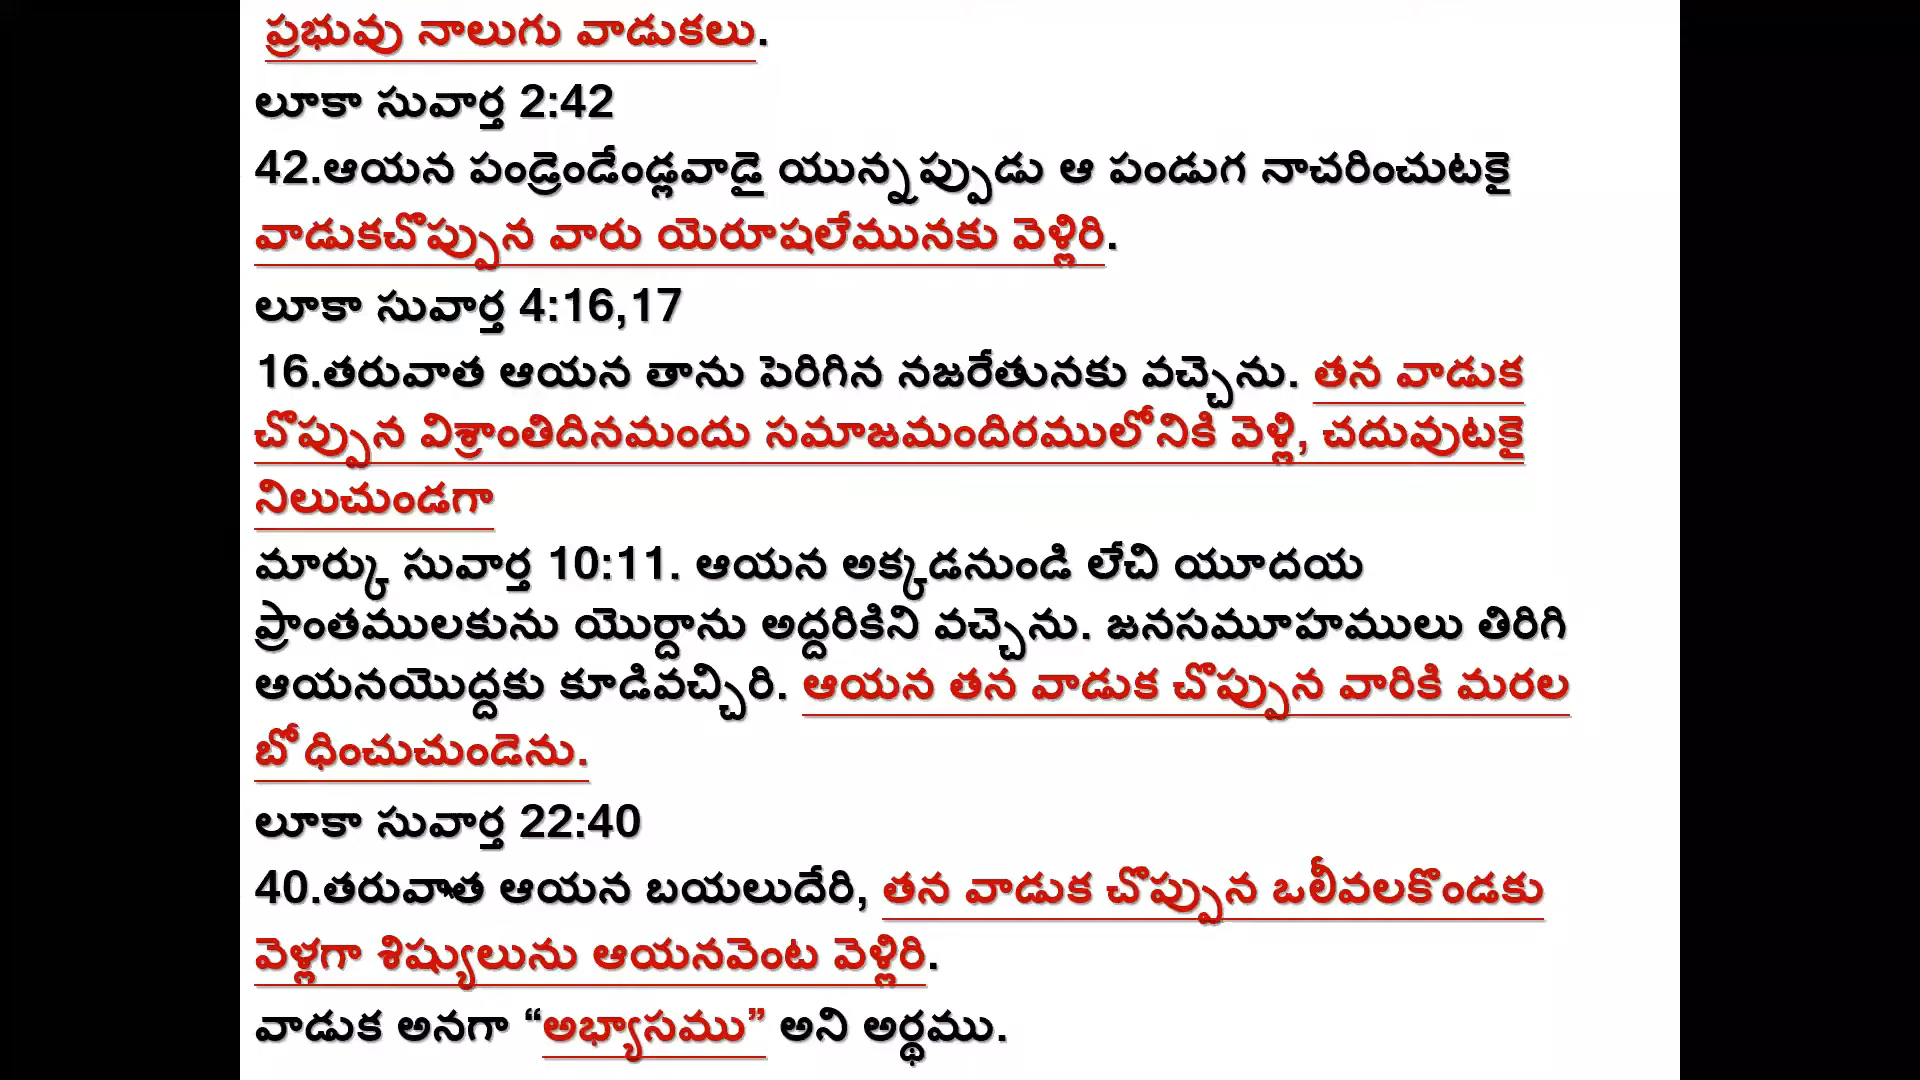 ప్రభువు నాలుగు వాడుకలు.
లూకా సువార్త 2:42
42.ఆయన పండ్రెండేండ్లవాడై యున్నప్పుడు ఆ పండుగ నాచరించుటకై
వాడుకచొప్పున వారు యెరూషలేమునకు వెళ్లిరి.
లూకా సువార్త 4:16,17
16.తరువాత ఆయన తాను పెరిగిన నజరేతునకు వచ్చెను. తన వాడుక
చొప్పున విశ్రాంతిదినమందు సమాజమందిరములోనికి వెళ్లి, చదువుటకై
నిలుచుండగా
మార్కు సువార్త 10:11. ఆయన అక్కడనుండి లేచి యూదయ
ప్రాంతములకును యొర్దాను అద్దరికిని వచ్చెను. జనసమూహములు తిరిగి
ఆయనయొద్దకు కూడివచ్చిరి. ఆయన తన వాడుక చొప్పున వారికి మరల
బోధించుచుండెను.
లూకా సువార్త 22:40
40.తరువాత ఆయన బయలుదేరి, తన వాడుక చొప్పున ఒలీవలకొండకు
వెళ్లగా శిష్యులును ఆయనవెంట వెళ్లిరి.
వాడుక అనగా “అభ్యాసము” అని అర్థము.